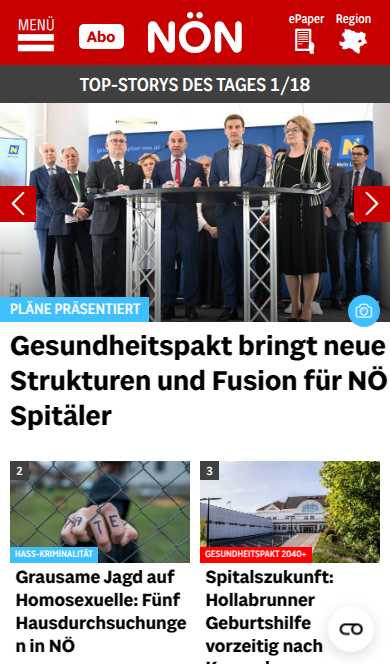 MENÜ
Abo
NÖN
ePaper
Region
TOP-STORYS DES TAGES 1/18
PLÄNE PRÄSENTIERT
Gesundheitspakt bringt neue
Strukturen und Fusion für NÖ
Spitäler
2
HATE
HASS-KRIMINALITÄT
Grausame Jagd auf
Homosexuelle: Fünf
Hausdurchsuchunge
n in NÖ
3
GESUNDHEITSPAKT 2040+
Spitalszukunft:
Hollabrunner
Geburtshilfe
vorzeitig nach